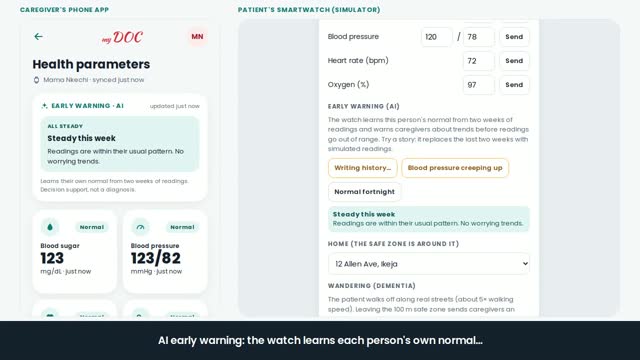 CAREGIVER'S PHONE APP
my DOC
MN
Health parameters
Mama Nkechi · synced just now
EARLY WARNING · AI
updated just now
ALL STEADY
Steady this week
Readings are within their usual pattern. No
worrying trends.
Learns their own normal from two weeks of readings.
Decision support, not a diagnosis.
Normal
Blood sugar
123
mg/dL · just now
Normal
Blood pressure
123/82
mmHg · just now
Normal
Normal
PATIENT'S SMARTWATCH (SIMULATOR)
Blood pressure
120 / 78
Send
Heart rate (bpm)
72
Send
Oxygen (%)
97
Send
EARLY WARNING (AI)
The watch learns this person's normal from two weeks of
readings and warns caregivers about trends before readings
go out of range. Try a story: it replaces the last two weeks with
simulated readings.
Writing history...
Blood pressure creeping up
Normal fortnight
Steady this week
Readings are within their usual pattern. No worrying trends.
HOME (THE SAFE ZONE IS AROUND IT)
12 Allen Ave, Ikeja
WANDERING (DEMENTIA)
The patient walks off along real streets (about 5× walking
speed). Leaving the 100 m safe zone sends caregivers an
AI early warning: the watch learns each person's own normal...